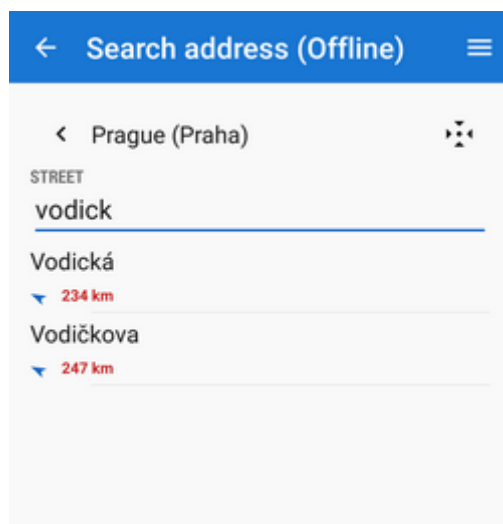 Search address (Offline)
Prague (Praha)
STREET
vodick
Vodická
234 km
Vodičkova
247 km